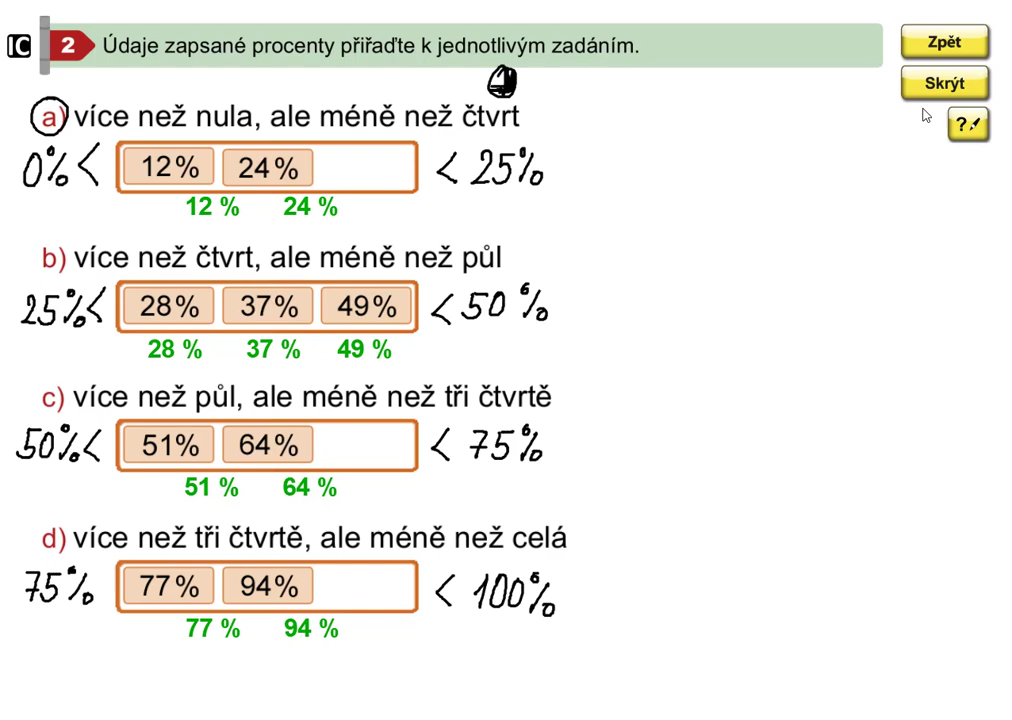 IC 2 Údaje zapsané procenty přiřaďte k jednotlivým zadáním.
Zpět
Skrýt
?
a) více než nula, ale méně než čtvrt
0% < 12% 24% < 25%
12 % 24 %
b) více než čtvrt, ale méně než půl
25% < 28% 37% 49% < 50 %
28 % 37 % 49 %
c) více než půl, ale méně než tři čtvrtě
50% < 51% 64% < 75%
51 % 64 %
d) více než tři čtvrtě, ale méně než celá
75% 77% 94% < 100%
77 % 94 %